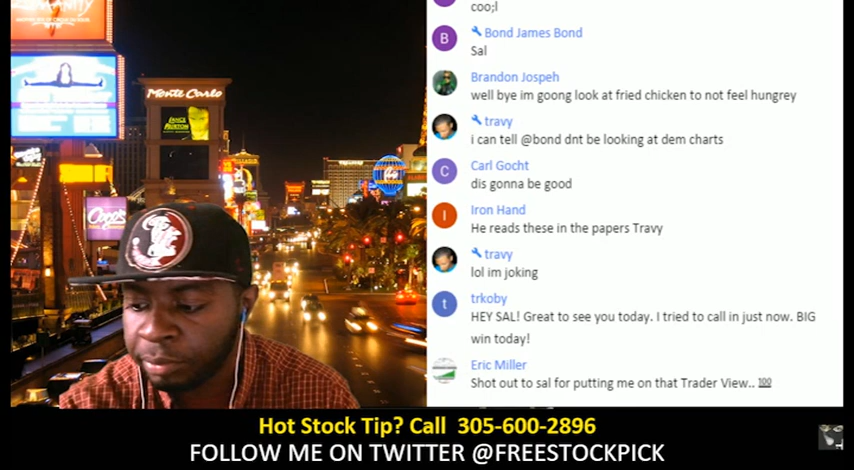 Monte Carlo
LANCE
BURTON
Copa's
coo;l
B
Bond James Bond
Sal
Brandon Jospeh
well bye im goong look at fried chicken to not feel hungrey
travy
i can tell @bond dnt be looking at dem charts
C
Carl Gocht
dis gonna be good
I
Iron Hand
He reads these in the papers Travy
travy
lol im joking
t
trkoby
HEY SAL! Great to see you today. I tried to call in just now. BIG
win today!
Eric Miller
Shot out to sal for putting me on that Trader View.. 💯
Hot Stock Tip? Call 305-600-2896
FOLLOW ME ON TWITTER @FREESTOCKPICK